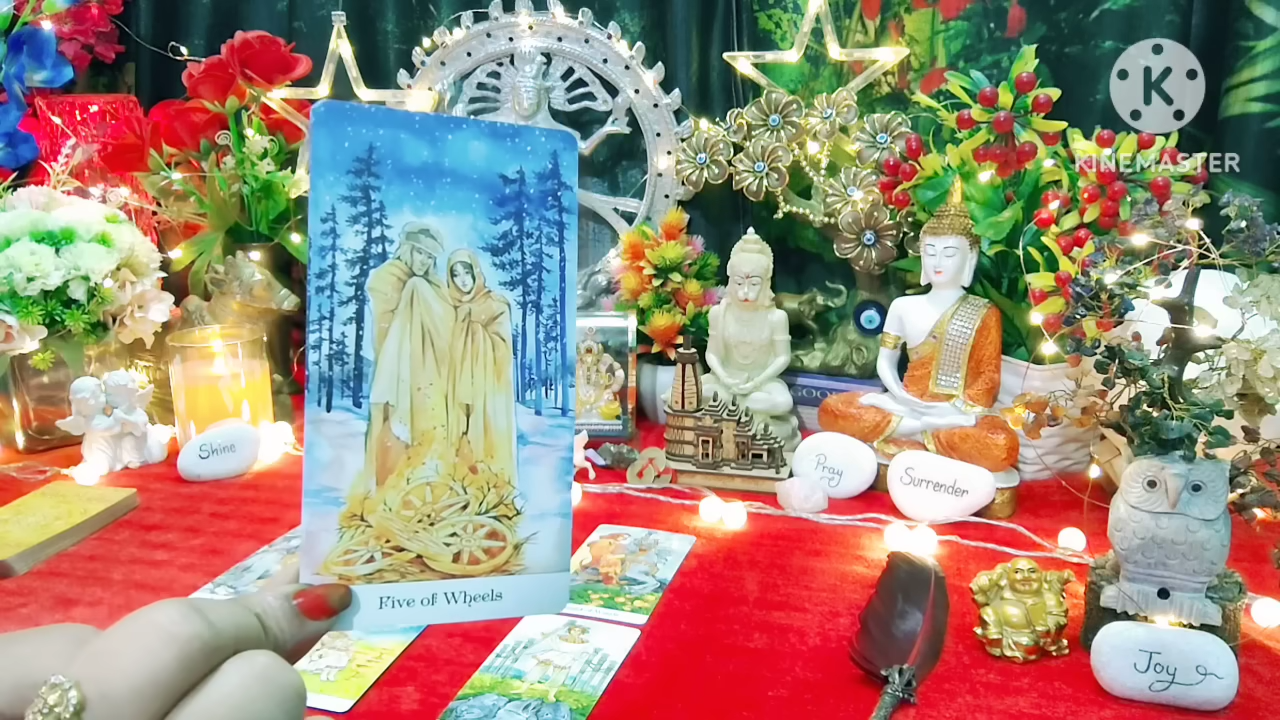 K
KINEMASTER
Shine
Pray
Surrender
Five of Wheels
Joy